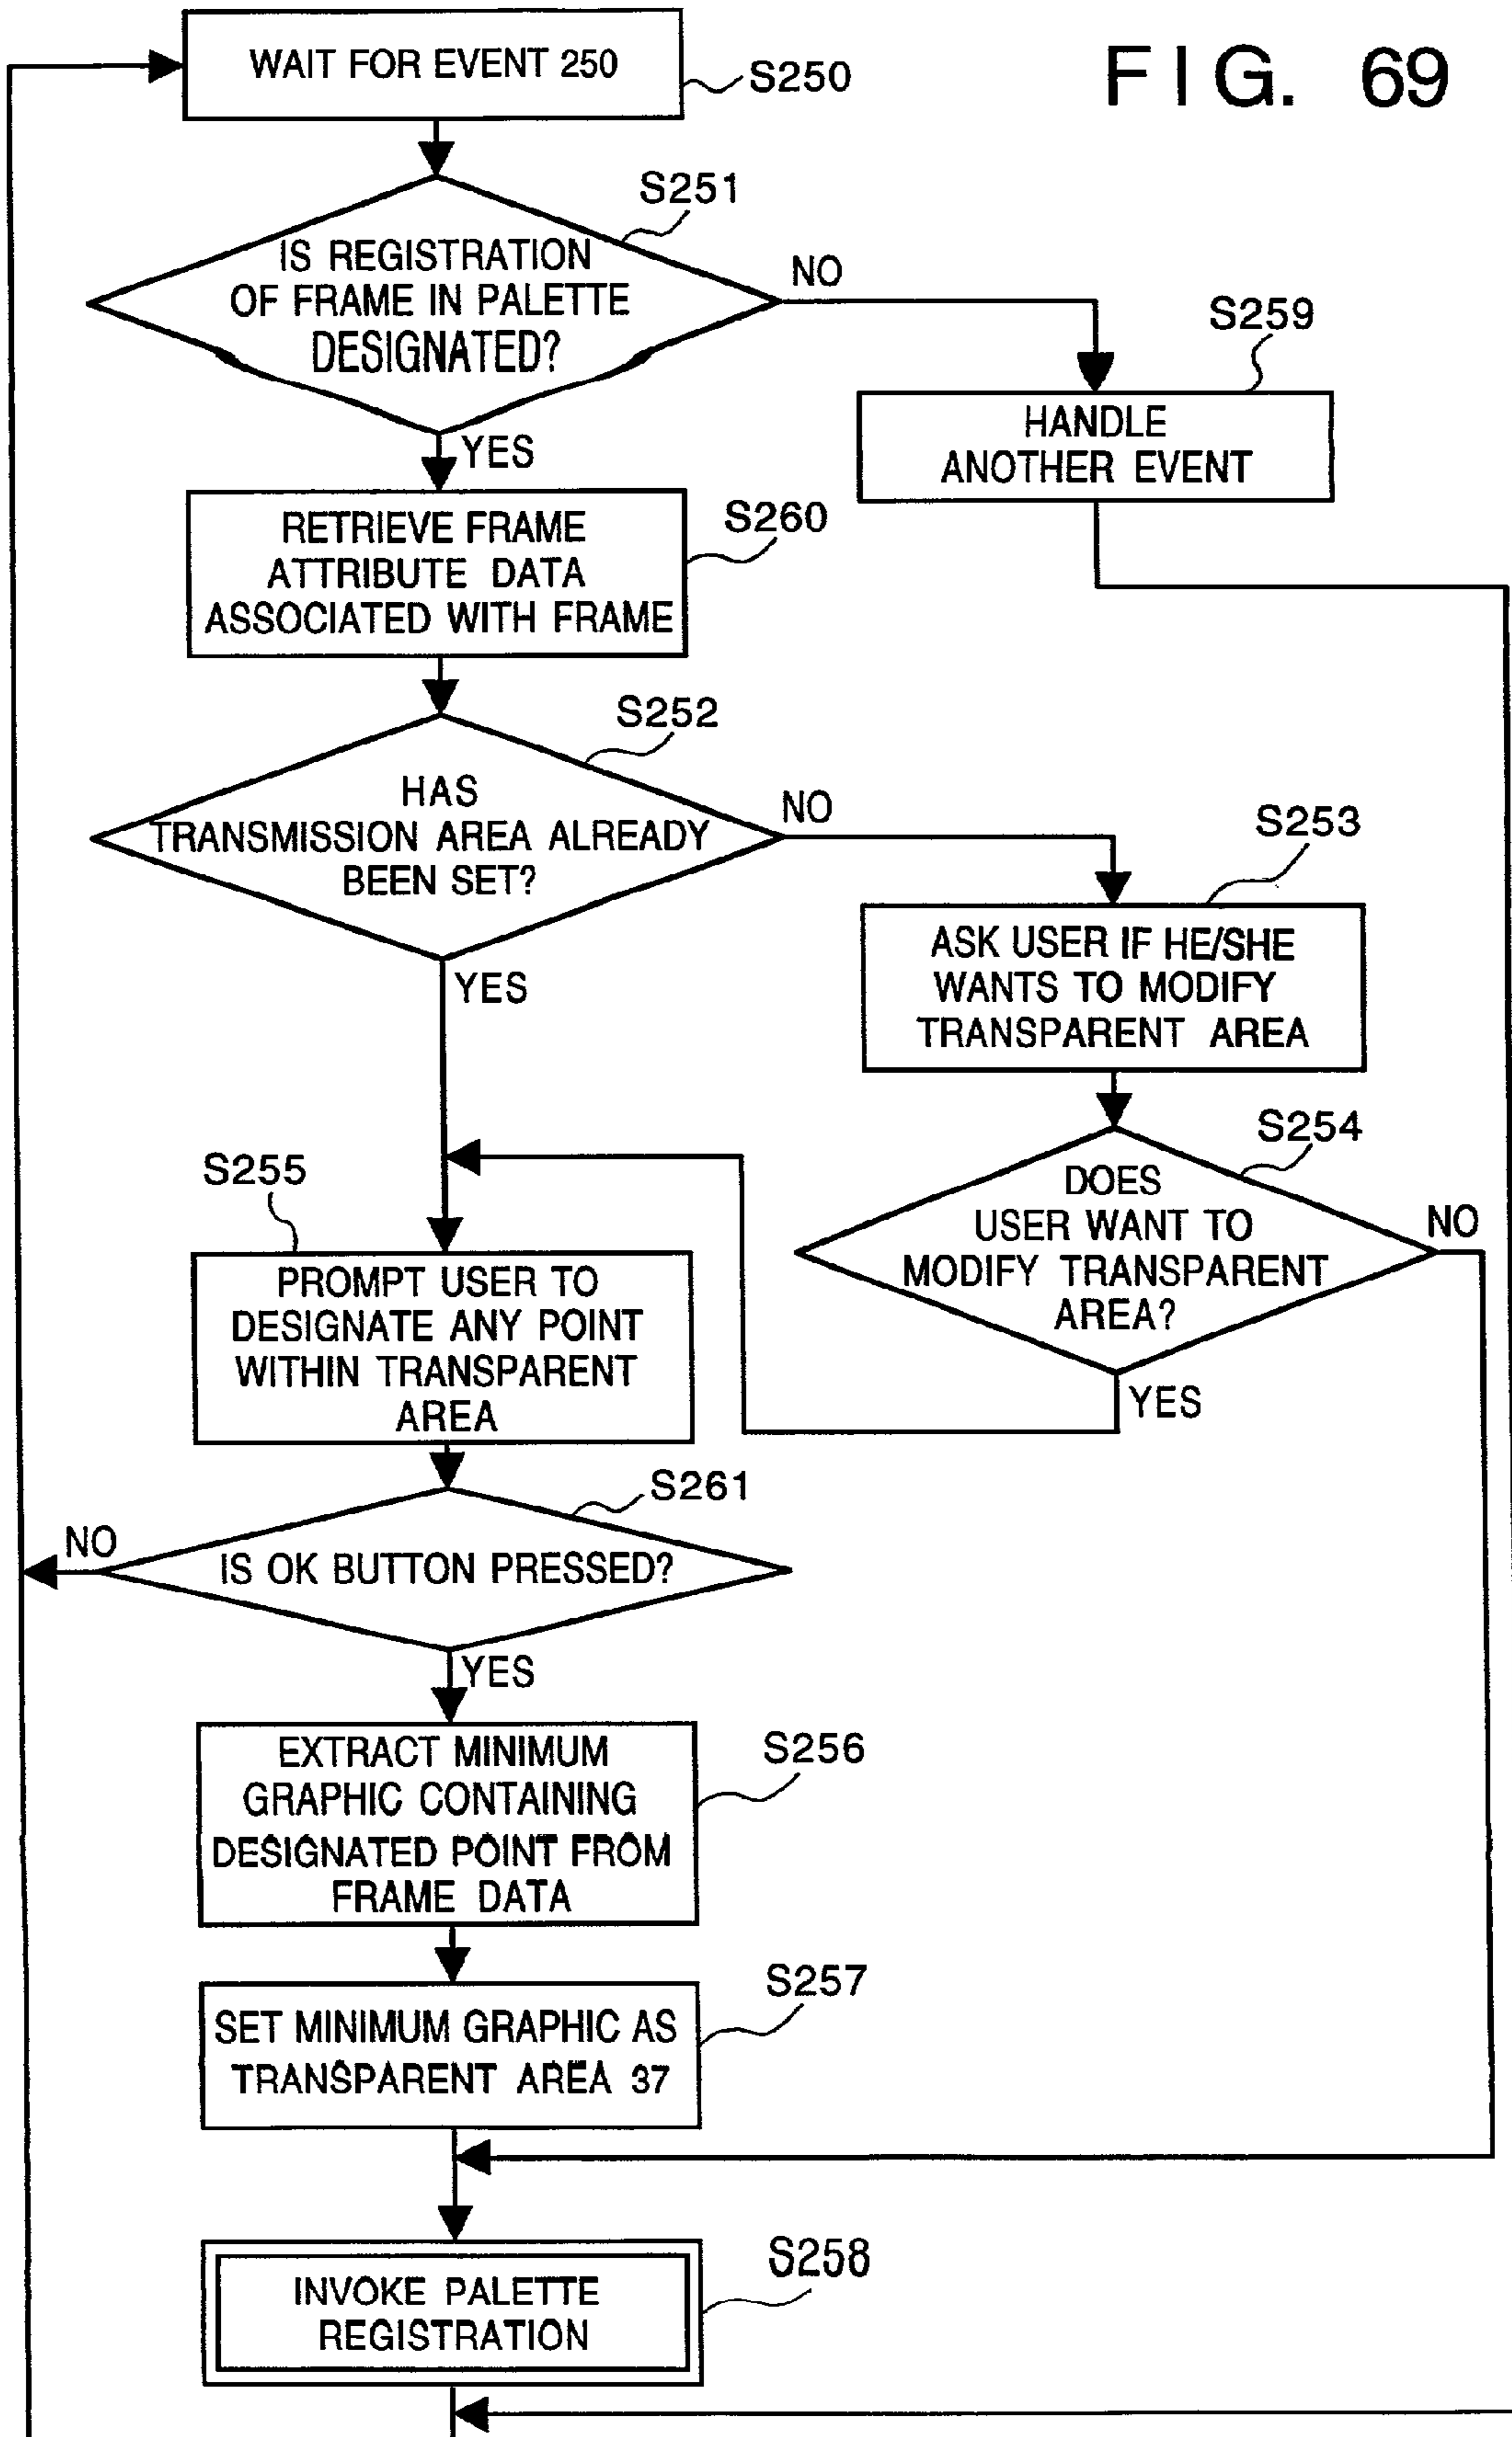 FIG. 69
WAIT FOR EVENT 250
S250
S251
IS REGISTRATION
OF FRAME IN PALETTE
DESIGNATED?
NO
YES
S259
HANDLE
ANOTHER EVENT
RETRIEVE FRAME
ATTRIBUTE DATA
ASSOCIATED WITH FRAME
S260
S252
HAS
TRANSMISSION AREA ALREADY
BEEN SET?
NO
YES
S253
ASK USER IF HE/SHE
WANTS TO MODIFY
TRANSPARENT AREA
S254
DOES
USER WANT TO
MODIFY TRANSPARENT
AREA?
NO
YES
S255
PROMPT USER TO
DESIGNATE ANY POINT
WITHIN TRANSPARENT
AREA
S261
IS OK BUTTON PRESSED?
NO
YES
EXTRACT MINIMUM
GRAPHIC CONTAINING
DESIGNATED POINT FROM
FRAME DATA
S256
S257
SET MINIMUM GRAPHIC AS
TRANSPARENT AREA 37
S258
INVOKE PALETTE
REGISTRATION